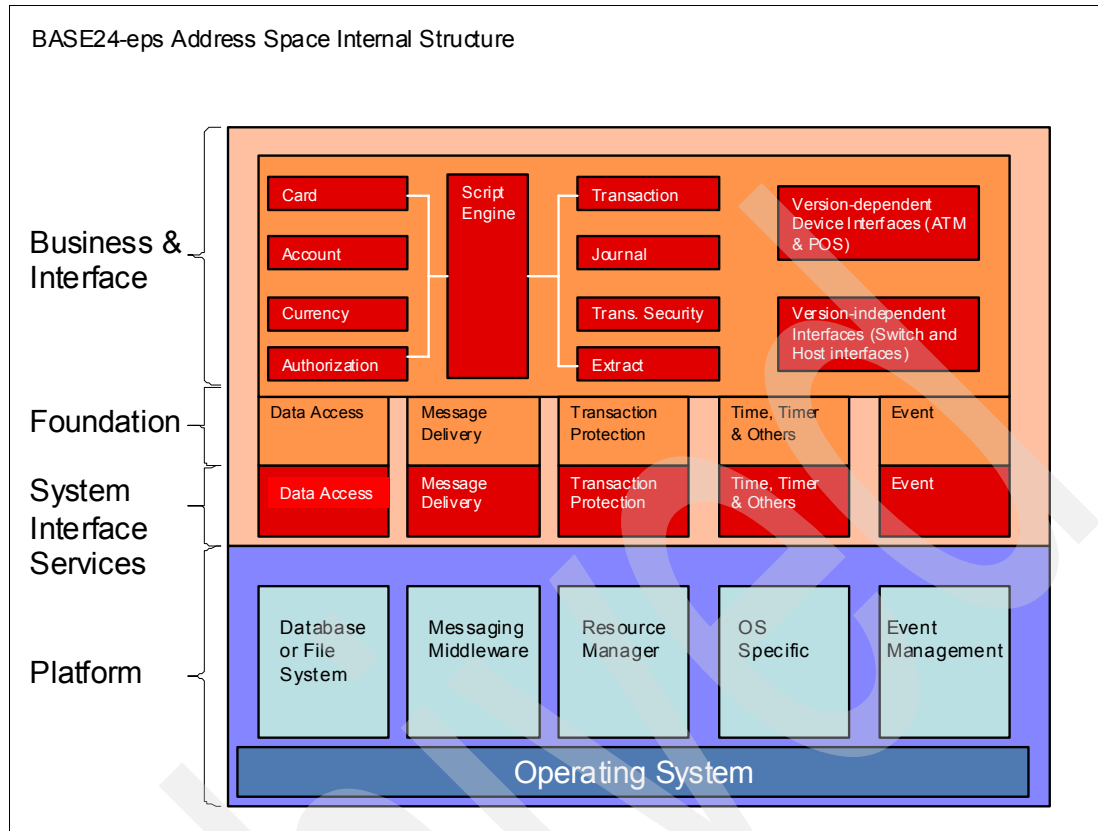 BASE24-eps Address Space Internal Structure
Business &
Interface
Card
Account
Currency
Authorization
Script
Engine
Transaction
Journal
Trans. Security
Extract
Version-dependent
Device Interfaces (ATM
& POS)
Version-independent
Interfaces (Switch and
Host interfaces)
Foundation
Data Access
Message
Delivery
Transaction
Protection
Time, Timer
& Others
Event
System
Interface
Services
Data Access
Message
Delivery
Transaction
Protection
Time, Timer
& Others
Event
Platform
Database
or File
System
Messaging
Middleware
Resource
Manager
OS
Specific
Event
Management
Operating System